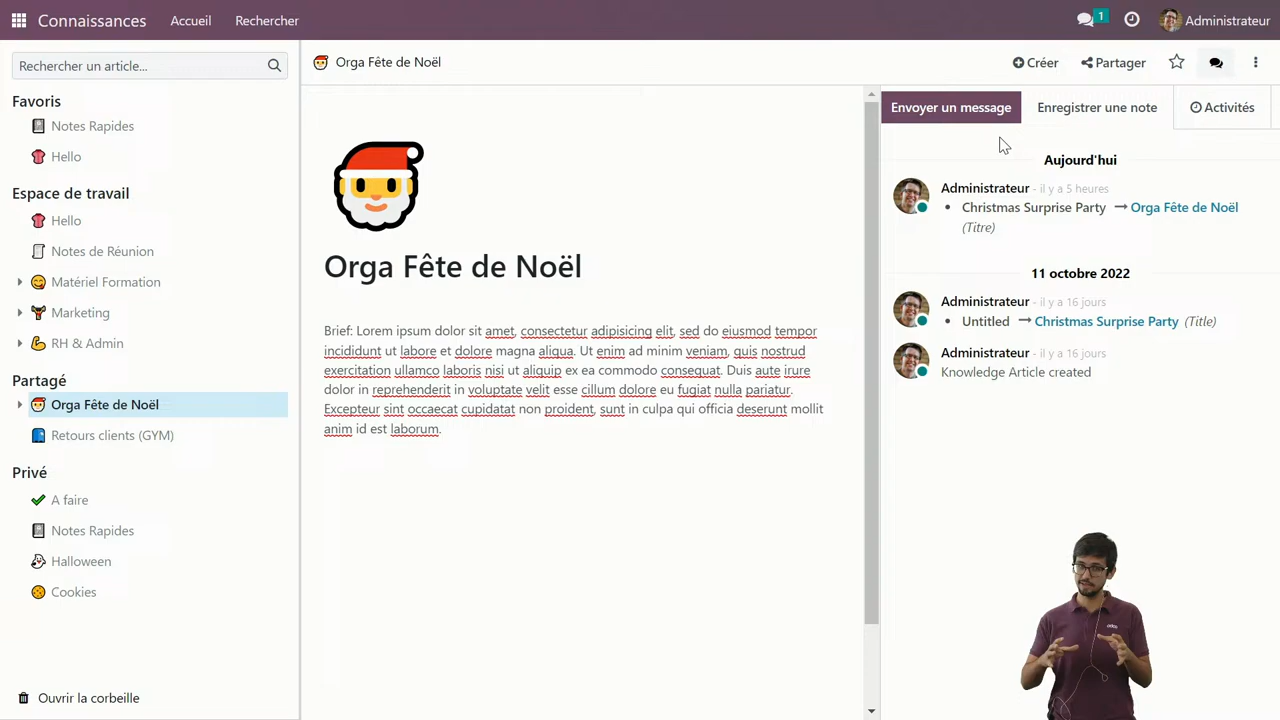 Connaissances
Accueil
Rechercher
1
Administrateur
Rechercher un article...
Favoris
Notes Rapides
Hello
Espace de travail
Hello
Notes de Réunion
Matériel Formation
Marketing
RH & Admin
Partagé
Orga Fête de Noël
Retours clients (GYM)
Privé
A faire
Notes Rapides
Halloween
Cookies
Ouvrir la corbeille
Orga Fête de Noël
Créer
Partager
Orga Fête de Noël
Brief: Lorem ipsum dolor sit amet, consectetur adipisicing elit, sed do eiusmod tempor
incididunt ut labore et dolore magna aliqua. Ut enim ad minim veniam, quis nostrud
exercitation ullamco laboris nisi ut aliquip ex ea commodo consequat. Duis aute irure
dolor in reprehenderit in voluptate velit esse cillum dolore eu fugiat nulla pariatur.
Excepteur sint occaecat cupidatat non proident, sunt in culpa qui officia deserunt mollit
anim id est laborum.
Envoyer un message
Enregistrer une note
Activités
Aujourd'hui
Administrateur - il y a 5 heures
Christmas Surprise Party → Orga Fête de Noël
(Titre)
11 octobre 2022
Administrateur - il y a 16 jours
Untitled → Christmas Surprise Party (Title)
Administrateur - il y a 16 jours
Knowledge Article created
odoo